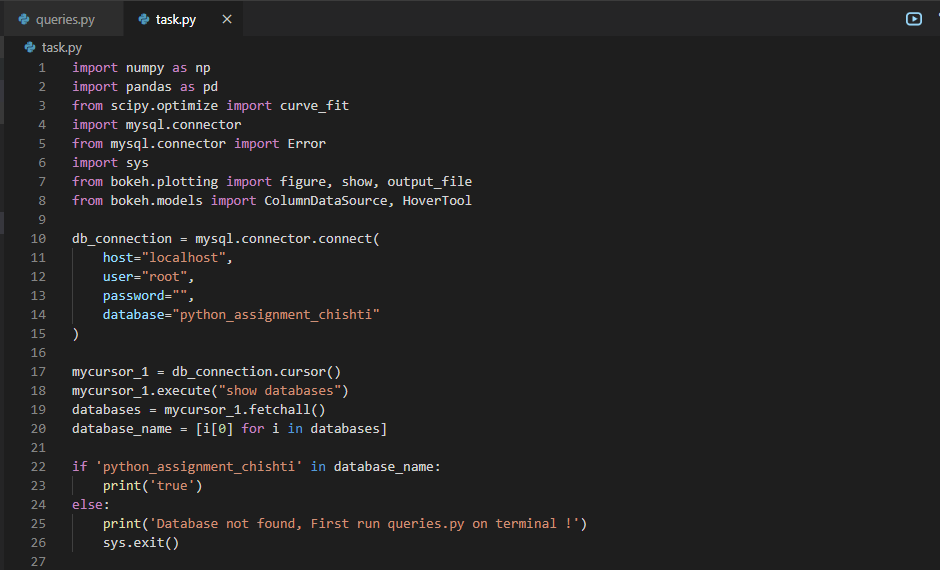 queries.py task.py ×
task.py
1 import numpy as np
2 import pandas as pd
3 from scipy.optimize import curve_fit
4 import mysql.connector
5 from mysql.connector import Error
6 import sys
7 from bokeh.plotting import figure, show, output_file
8 from bokeh.models import ColumnDataSource, HoverTool
9
10 db_connection = mysql.connector.connect(
11     host="localhost",
12     user="root",
13     password="",
14     database="python_assignment_chishti"
15 )
16
17 mycursor_1 = db_connection.cursor()
18 mycursor_1.execute("show databases")
19 databases = mycursor_1.fetchall()
20 database_name = [i[0] for i in databases]
21
22 if 'python_assignment_chishti' in database_name:
23     print('true')
24 else:
25     print('Database not found, First run queries.py on terminal !')
26     sys.exit()
27